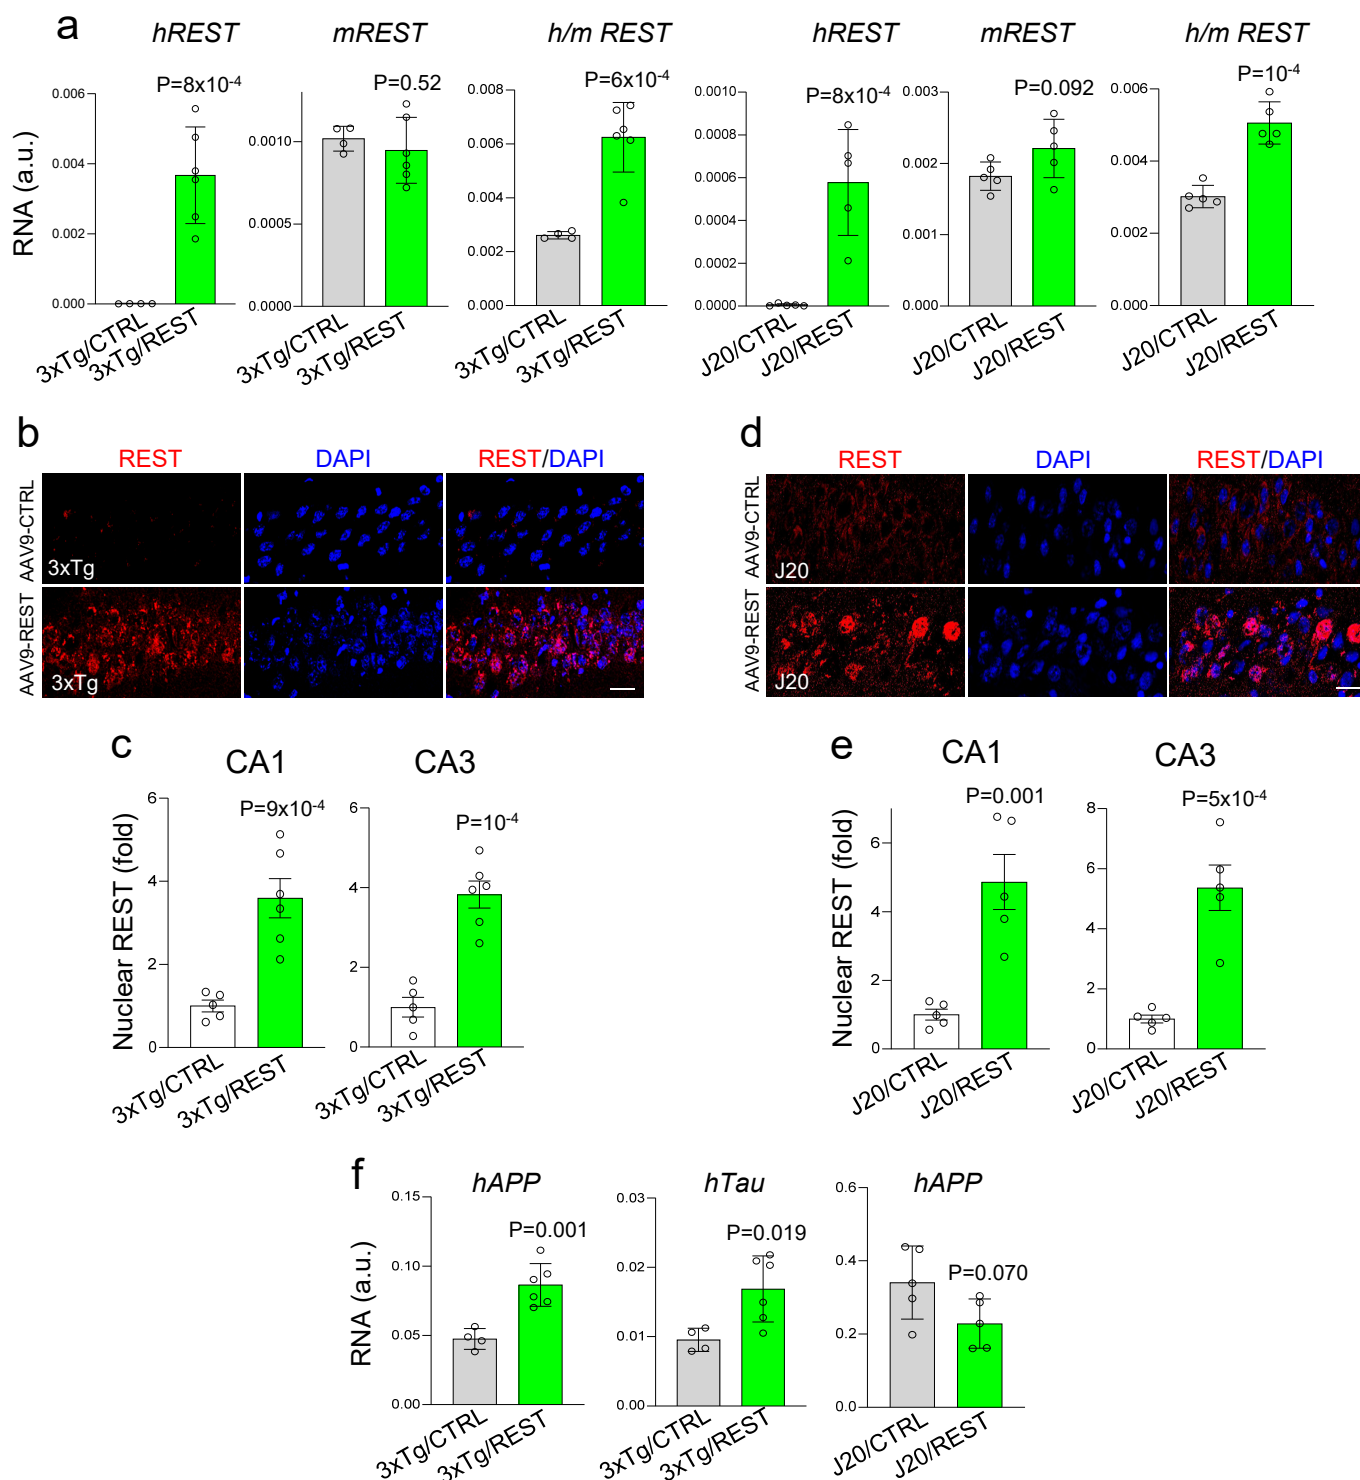 a
hREST mREST h/m REST hREST mREST h/m REST
P=8x10-4 P=0.52 P=6x10-4 P=8x10-4 P=0.092 P=10-4
RNA (a.u.)
0.006
0.004
0.002
0.000
0.0010
0.0005
0.0000
0.008
0.006
0.004
0.002
0.000
0.0010
0.0008
0.0006
0.0004
0.0002
0.0000
0.003
0.002
0.001
0.000
0.006
0.004
0.002
0.000
3xTg/CTRL 3xTg/REST 3xTg/CTRL 3xTg/REST 3xTg/CTRL 3xTg/REST J20/CTRL J20/REST J20/CTRL J20/REST J20/CTRL J20/REST
b
REST DAPI REST/DAPI
AAV9-CTRL
3xTg
AAV9-REST
3xTg
d
REST DAPI REST/DAPI
AAV9-CTRL
J20
AAV9-REST
J20
c
CA1 CA3
P=9x10-4 P=10-4
Nuclear REST (fold)
6
4
2
0
6
4
2
0
3xTg/CTRL 3xTg/REST 3xTg/CTRL 3xTg/REST
e
CA1 CA3
P=0.001 P=5x10-4
Nuclear REST (fold)
6
4
2
0
8
6
4
2
0
J20/CTRL J20/REST J20/CTRL J20/REST
f
hAPP hTau hAPP
P=0.001 P=0.019 P=0.070
RNA (a.u.)
0.15
0.10
0.05
0.00
0.03
0.02
0.01
0.00
0.6
0.4
0.2
0.0
3xTg/CTRL 3xTg/REST 3xTg/CTRL 3xTg/REST J20/CTRL J20/REST